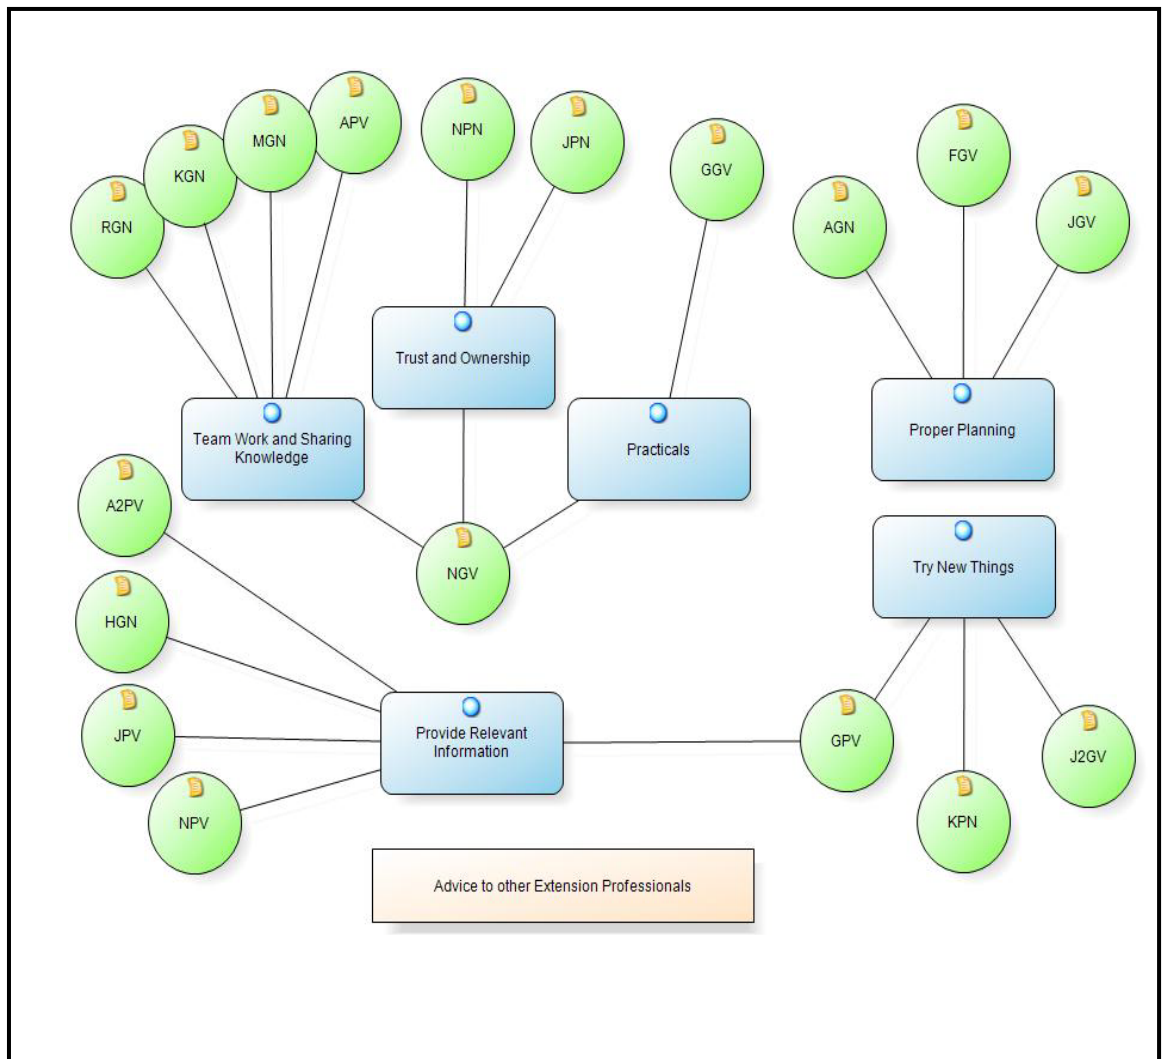 APV
MGN
NPN
JPN
KGN
GGV
FGV
RGN
AGN
JGV
Trust and Ownership
Team Work and Sharing
Knowledge
Practicals
Proper Planning
A2PV
NGV
Try New Things
HGN
JPV
Provide Relevant
Information
GPV
J2GV
NPV
KPN
Advice to other Extension Professionals